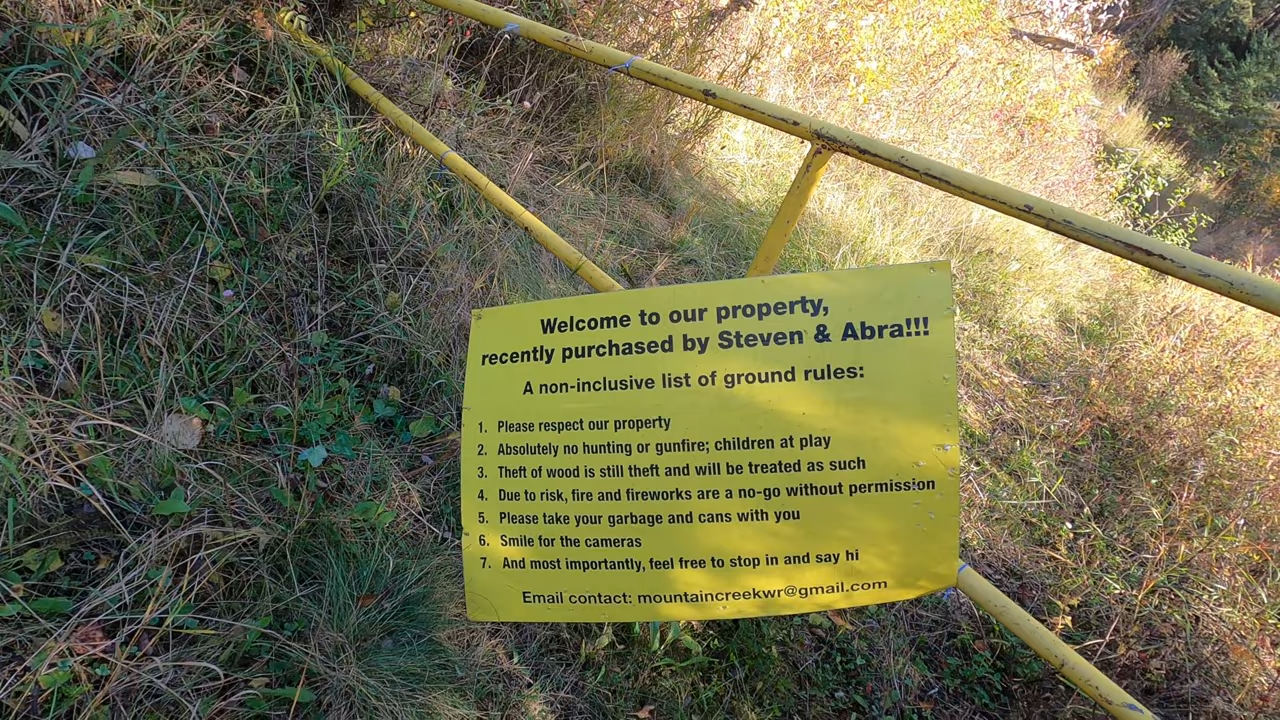 Welcome to our property,
recently purchased by Steven & Abra!!!
A non-inclusive list of ground rules:
1. Please respect our property
2. Absolutely no hunting or gunfire; children at play
3. Theft of wood is still theft and will be treated as such
4. Due to risk, fire and fireworks are a no-go without permission
5. Please take your garbage and cans with you
6. Smile for the cameras
7. And most importantly, feel free to stop in and say hi
Email contact: mountaincreekwr@gmail.com